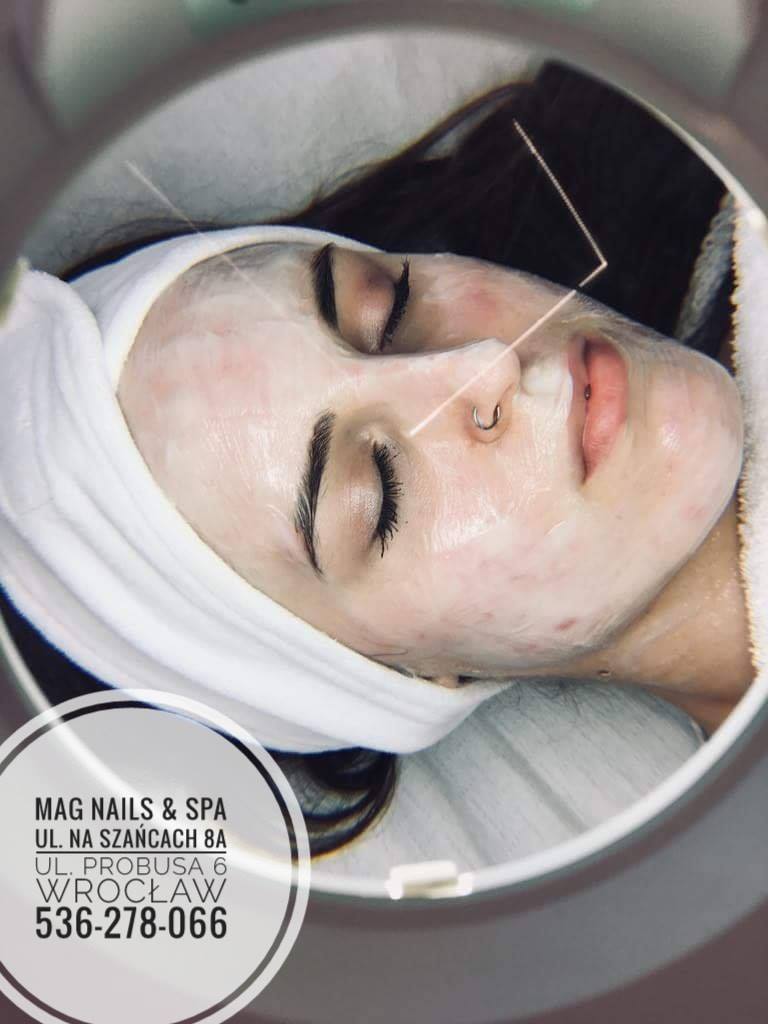 MAG NAILS & SPA
UL. NA SZAŃCACH 8A
UL. PROBUSA 6
WROCŁAW
536-278-066